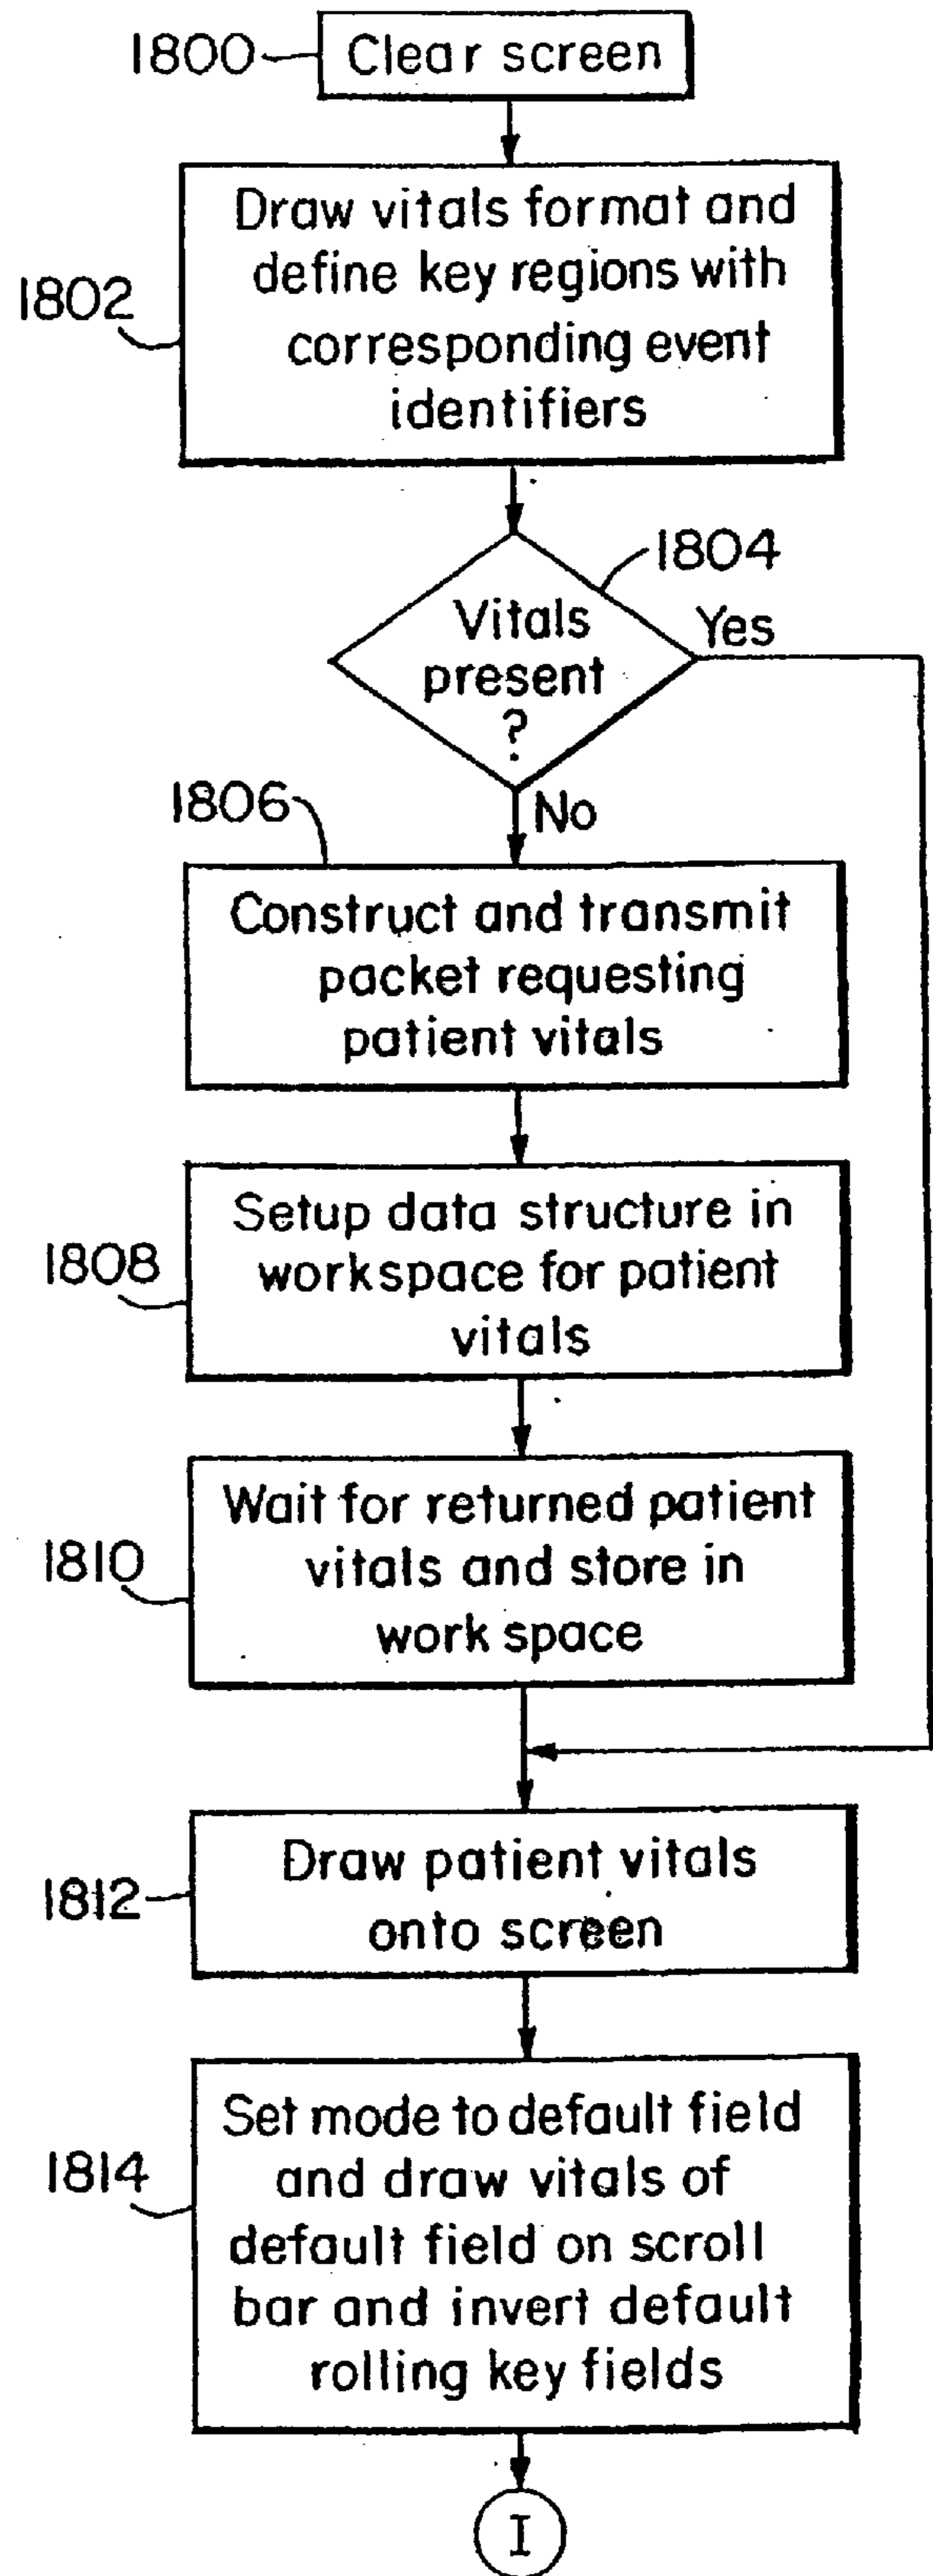 1800
Clear screen
Draw vitals format and
define key regions with
1802
corresponding event
identifiers
1804
Vitals
Yes
present
?
1806
No
Construct and transmit
packet requesting
patient vitals
Setup data structure in
1808
workspace for patient
vitals
Wait for returned patient
1810
vitals and store in
work space
Draw patient vitals
1812
onto screen
Set mode to default field
1814
and draw vitals of
default field on scroll
bar and invert default
rolling key fields
I